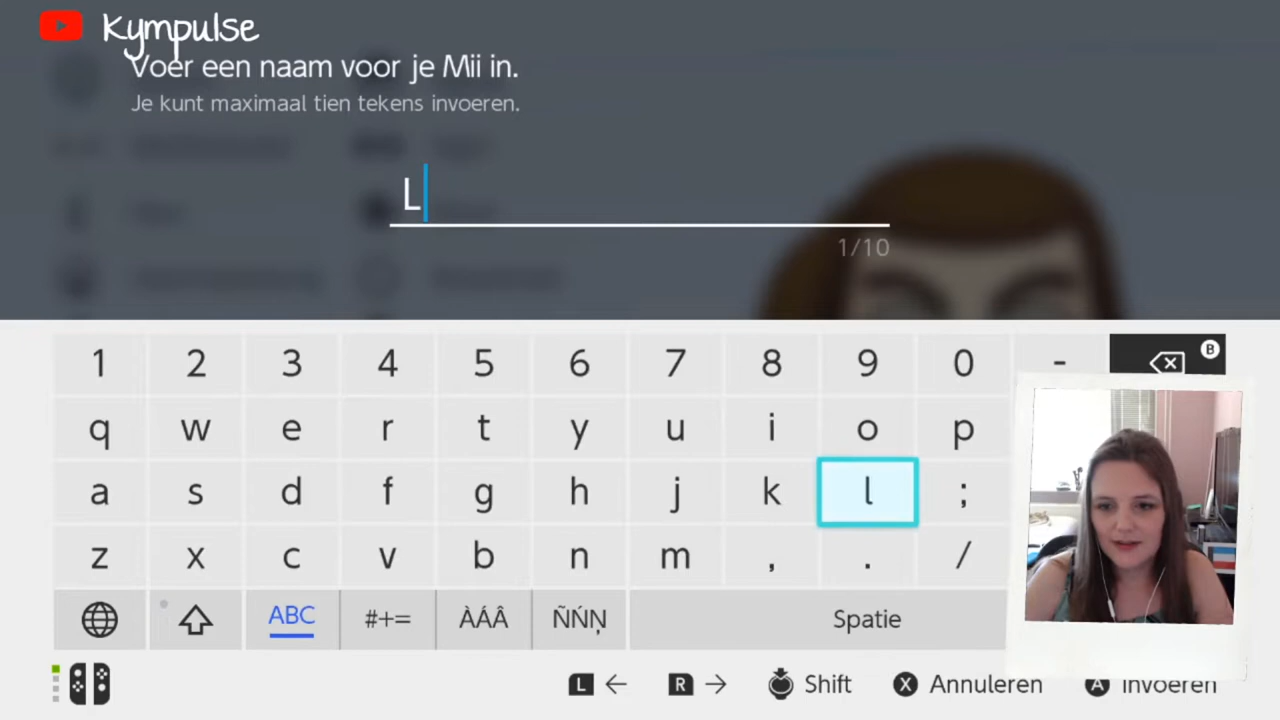 Kympulse
Voer een naam voor je Mii in.
Je kunt maximaal tien tekens invoeren.
L
1/10
1 2 3 4 5 6 7 8 9 0 -
B
q w e r t y u i o p
a s d f g h j k l ;
z x c v b n m , . /
ABC #+= ÀÁÂ ÑŃŅ Spatie
L ← R → Shift X Annuleren A Invoeren